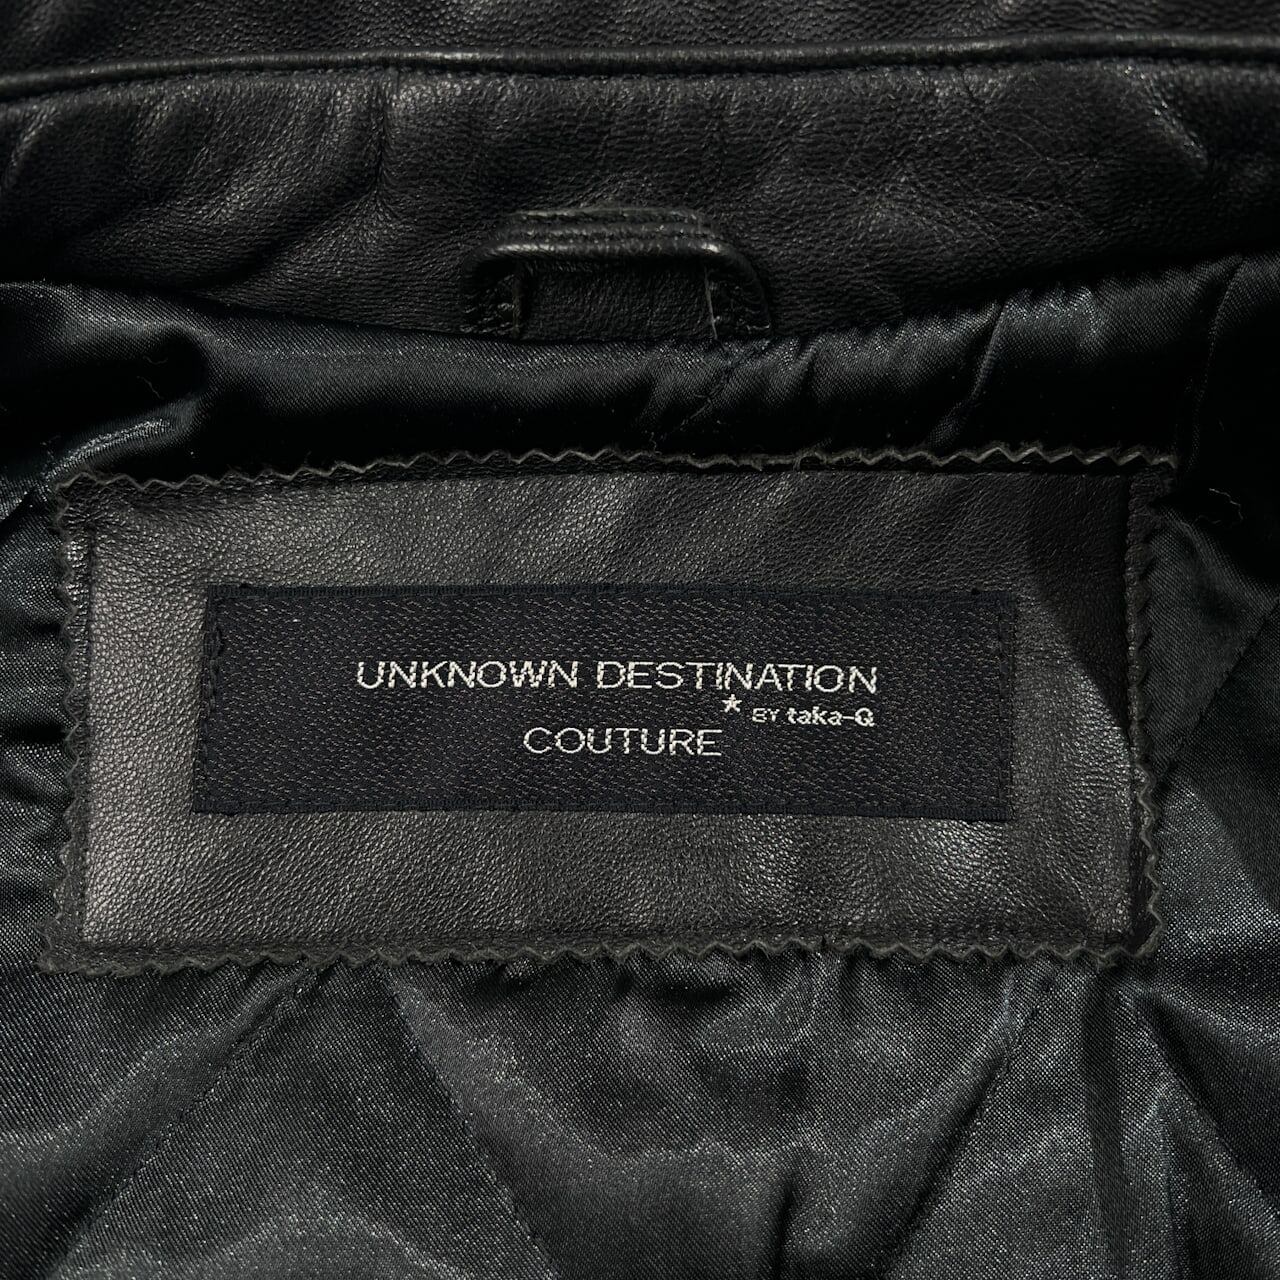 UNKNOWN DESTINATION
★ BY taka-Q
COUTURE